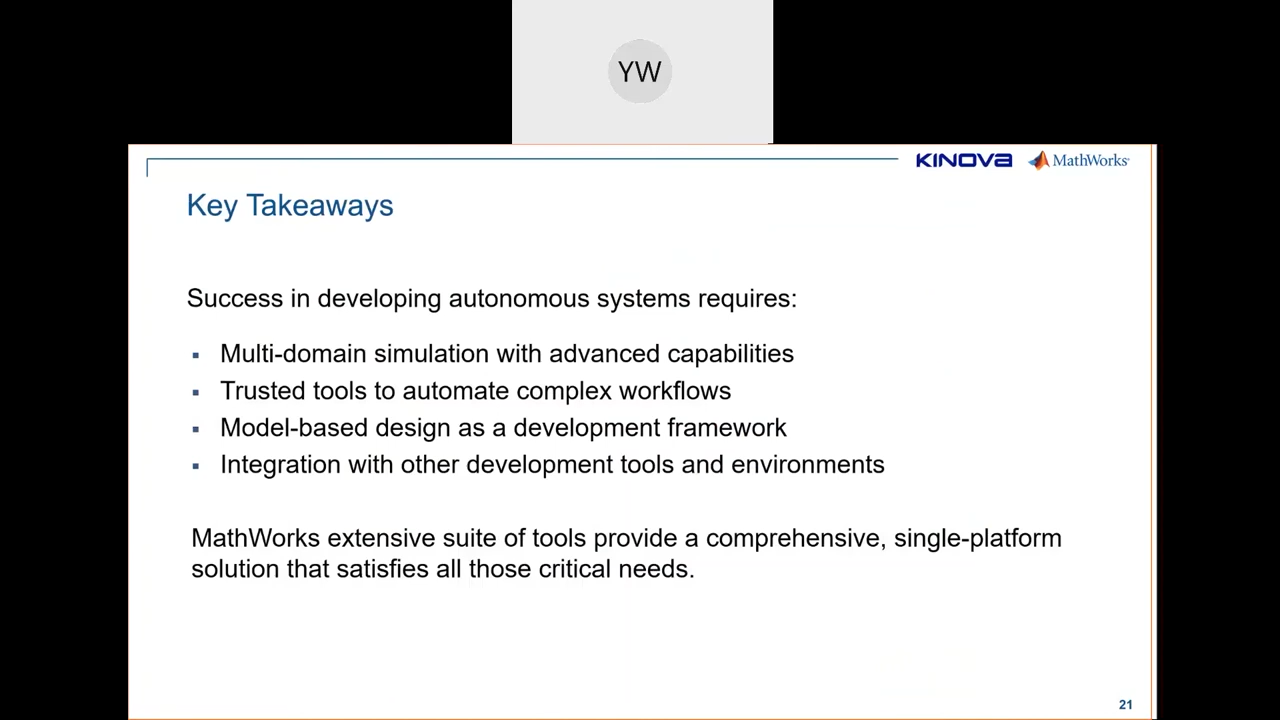 YW
KINOVA MathWorks
Key Takeaways
Success in developing autonomous systems requires:
▪ Multi-domain simulation with advanced capabilities
▪ Trusted tools to automate complex workflows
▪ Model-based design as a development framework
▪ Integration with other development tools and environments
MathWorks extensive suite of tools provide a comprehensive, single-platform
solution that satisfies all those critical needs.
21